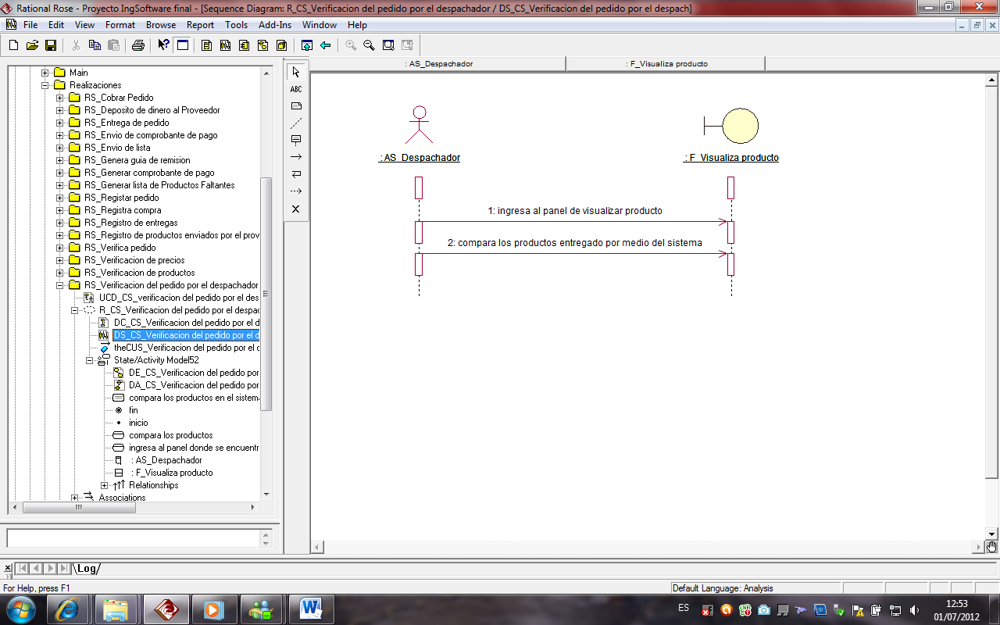 Rational Rose - Proyecto IngSoftware final - [Sequence Diagram: R_CS_Verificacion del pedido por el despachador / DS_CS_Verificacion del pedido por el despach]
File Edit View Format Browse Report Tools Add-Ins Window Help
: AS_Despachador
: F_Visualiza producto
Main
Realizaciones
RS_Cobrar Pedido
RS_Deposito de dinero al Proveedor
RS_Entrega de pedido
RS_Envio de comprobante de pago
RS_Envio de lista
RS_Genera guia de remision
RS_Generar comprobante de pago
RS_Generar lista de Productos Faltantes
RS_Registar pedido
RS_Registra compra
RS_Registro de entregas
RS_Registro de productos enviados por el prov
RS_Verifica pedido
RS_Verificacion de precios
RS_Verificacion de productos
RS_Verificacion del pedido por el despachador
UCD_CS_verificacion del pedido por el des
R_CS_Verificacion del pedido por el despac
DC_CS_Verificacion del pedido por el d
DS_CS_Verificacion del pedido por el d
theCUS_Verificacion del pedido por el d
State/Activity Model52
DE_CS_Verificacion del pedido por
DA_CS_Verificacion del pedido por
compara los productos en el sistema
fin
inicio
compara los productos
ingresa al panel donde se encuentr
: AS_Despachador
: F_Visualiza producto
Relationships
Associations
ABC
: AS_Despachador
: F_Visualiza producto
1: ingresa al panel de visualizar producto
2: compara los productos entregado por medio del sistema
Log
For Help, press F1
Default Language: Analysis
ES
12:53
01/07/2012